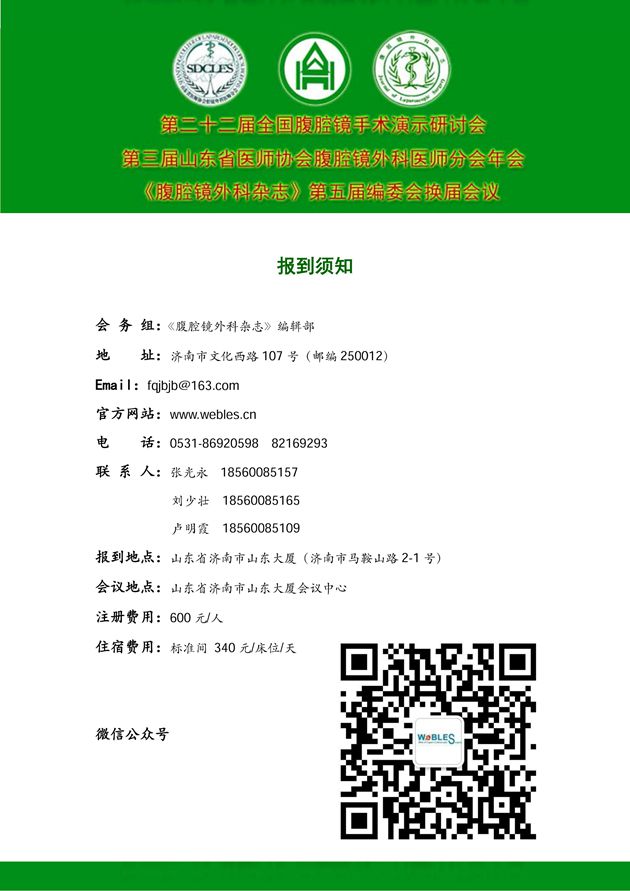 SDCLES
第二十二届全国腹腔镜手术演示研讨会
第三届山东省医师协会腹腔镜外科医师分会年会
《腹腔镜外科杂志》第五届编委会换届会议
报到须知
会 务 组：《腹腔镜外科杂志》编辑部
地 址：济南市文化西路 107 号（邮编 250012）
Email：fqjbjb@163.com
官方网站：www.webles.cn
电 话：0531-86920598 82169293
联 系 人：张光永 18560085157
刘少壮 18560085165
卢明霞 18560085109
报到地点：山东省济南市山东大厦（济南市马鞍山路 2-1 号）
会议地点：山东省济南市山东大厦会议中心
注册费用：600 元/人
住宿费用：标准间 340 元/床位/天
WeBLES
微信公众号